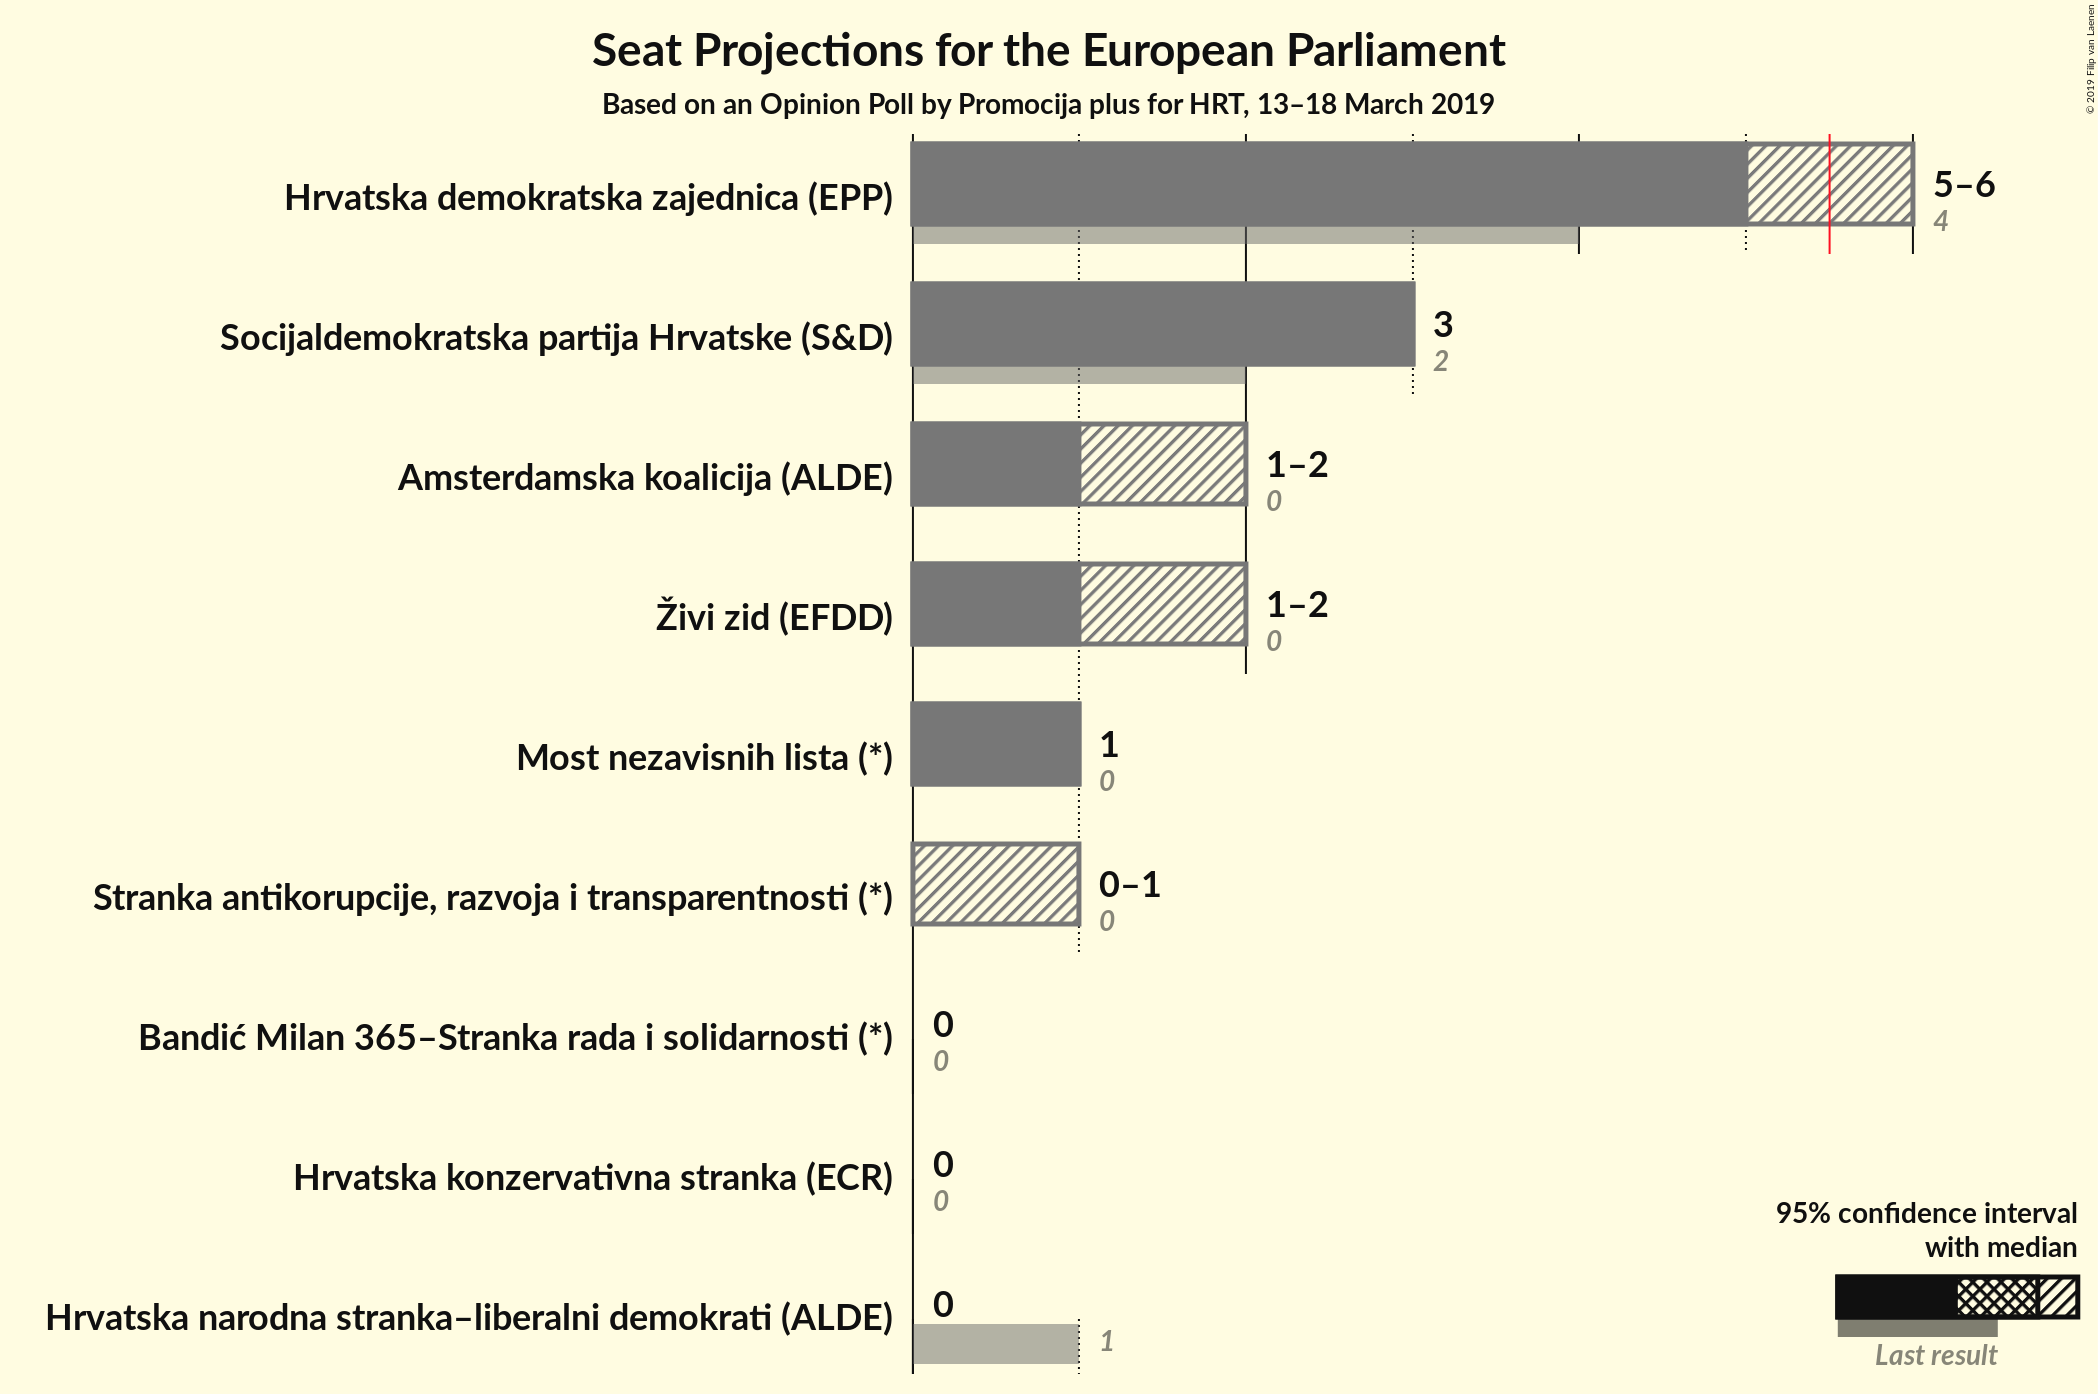 Seat Projections for the European Parliament
Based on an Opinion Poll by Promocija plus for HRT, 13–18 March 2019
© 2019 Filip van Laenen
Hrvatska demokratska zajednica (EPP)
5–6
4
Socijaldemokratska partija Hrvatske (S&D)
3
2
Amsterdamska koalicija (ALDE)
1–2
0
Živi zid (EFDD)
1–2
0
Most nezavisnih lista (*)
1
0
Stranka antikorupcije, razvoja i transparentnosti (*)
0–1
0
Bandić Milan 365–Stranka rada i solidarnosti (*)
0
0
Hrvatska konzervativna stranka (ECR)
0
0
Hrvatska narodna stranka–liberalni demokrati (ALDE)
0
1
95% confidence interval
with median
Last result